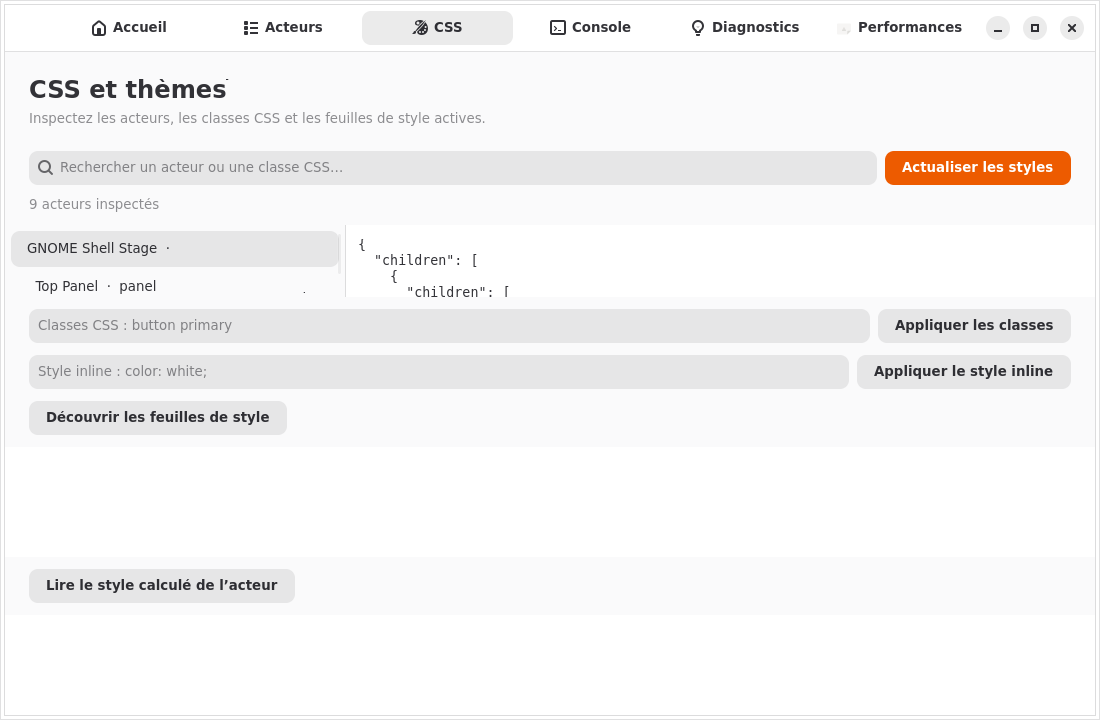 Accueil
Acteurs
CSS
Console
Diagnostics
Performances
CSS et thèmes
Inspectez les acteurs, les classes CSS et les feuilles de style actives.
Rechercher un acteur ou une classe CSS…
Actualiser les styles
9 acteurs inspectés
GNOME Shell Stage ·
Top Panel · panel
{
"children": [
{
"children": [
Classes CSS : button primary
Appliquer les classes
Style inline : color: white;
Appliquer le style inline
Découvrir les feuilles de style
Lire le style calculé de l’acteur